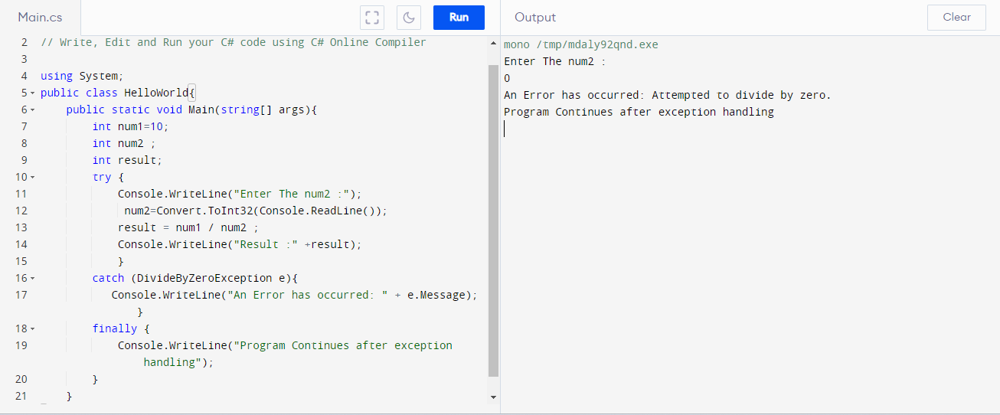 Main.cs
Run
Output
Clear
2 // Write, Edit and Run your C# code using C# Online Compiler
3
4 using System;
5 public class HelloWorld{
6 public static void Main(string[] args){
7 int num1=10;
8 int num2 ;
9 int result;
10 try {
11 Console.WriteLine("Enter The num2 :");
12 num2=Convert.ToInt32(Console.ReadLine());
13 result = num1 / num2 ;
14 Console.WriteLine("Result :" +result);
15 }
16 catch (DivideByZeroException e){
17 Console.WriteLine("An Error has occurred: " + e.Message);
}
18 finally {
19 Console.WriteLine("Program Continues after exception
handling");
20 }
21 }
mono /tmp/mdaly92qnd.exe
Enter The num2 :
0
An Error has occurred: Attempted to divide by zero.
Program Continues after exception handling